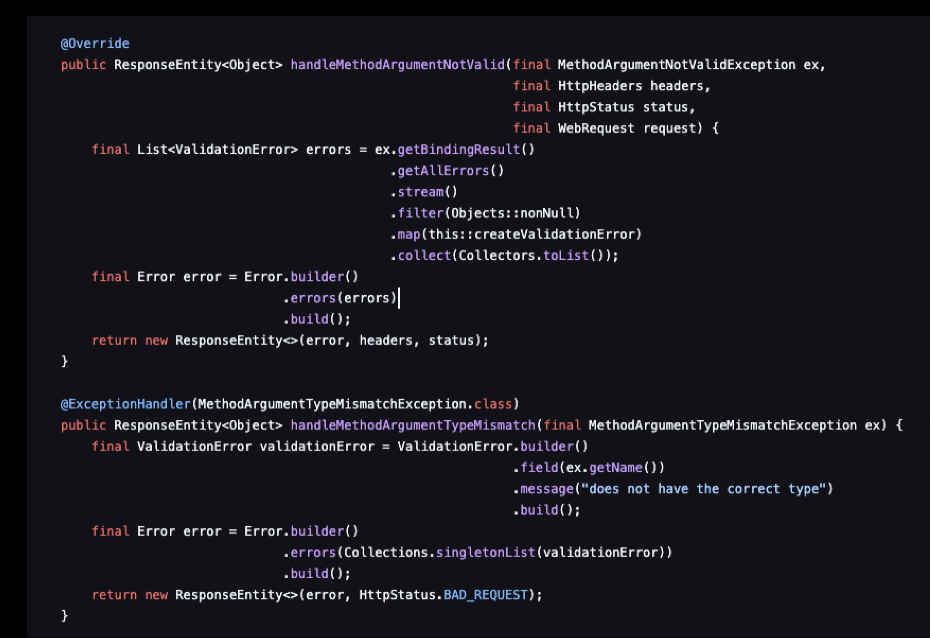 @Override
public ResponseEntity<Object> handleMethodArgumentNotValid(final MethodArgumentNotValidException ex,
final HttpHeaders headers,
final HttpStatus status,
final WebRequest request) {
final List<ValidationError> errors = ex.getBindingResult()
.getAllErrors()
.stream()
.filter(Objects::nonNull)
.map(this::createValidationError)
.collect(Collectors.toList());
final Error error = Error.builder()
.errors(errors)
.build();
return new ResponseEntity<>(error, headers, status);
}
@ExceptionHandler(MethodArgumentTypeMismatchException.class)
public ResponseEntity<Object> handleMethodArgumentTypeMismatch(final MethodArgumentTypeMismatchException ex) {
final ValidationError validationError = ValidationError.builder()
.field(ex.getName())
.message("does not have the correct type")
.build();
final Error error = Error.builder()
.errors(Collections.singletonList(validationError))
.build();
return new ResponseEntity<>(error, HttpStatus.BAD_REQUEST);
}